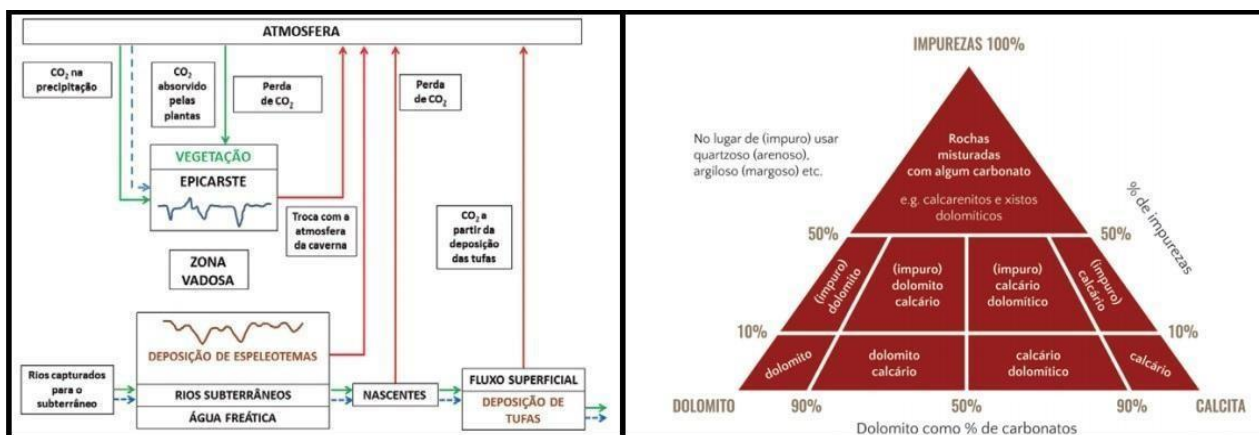 ATMOSFERA
CO₂ na
precipitação
CO₂
absorvido
pelas
plantas
Perda
de CO₂
Perda
de CO₂
VEGETAÇÃO
EPICARSTE
Troca com a
atmosfera
da caverna
CO₂ a
partir da
deposição
das tufas
ZONA
VADOSA
DEPOSIÇÃO DE ESPELEOTEMAS
Rios capturados
para o
subterrâneo
RIOS SUBTERRÂNEOS
ÁGUA FREÁTICA
NASCENTES
FLUXO SUPERFICIAL
DEPOSIÇÃO DE
TUFAS
IMPUREZAS 100%
No lugar de (impuro) usar
quartzoso (arenoso),
argiloso (margoso) etc.
Rochas
misturadas
com algum carbonato
e.g. calcarenitos e xistos
dolomíticos
% de impurezas
50%
50%
(impuro)
dolomito
(impuro)
dolomito
calcário
(impuro)
calcário
dolomítico
(impuro)
calcário
10%
10%
dolomito
dolomito
calcário
calcário
dolomítico
calcário
DOLOMITO
90%
50%
90%
CALCITA
Dolomito como % de carbonatos